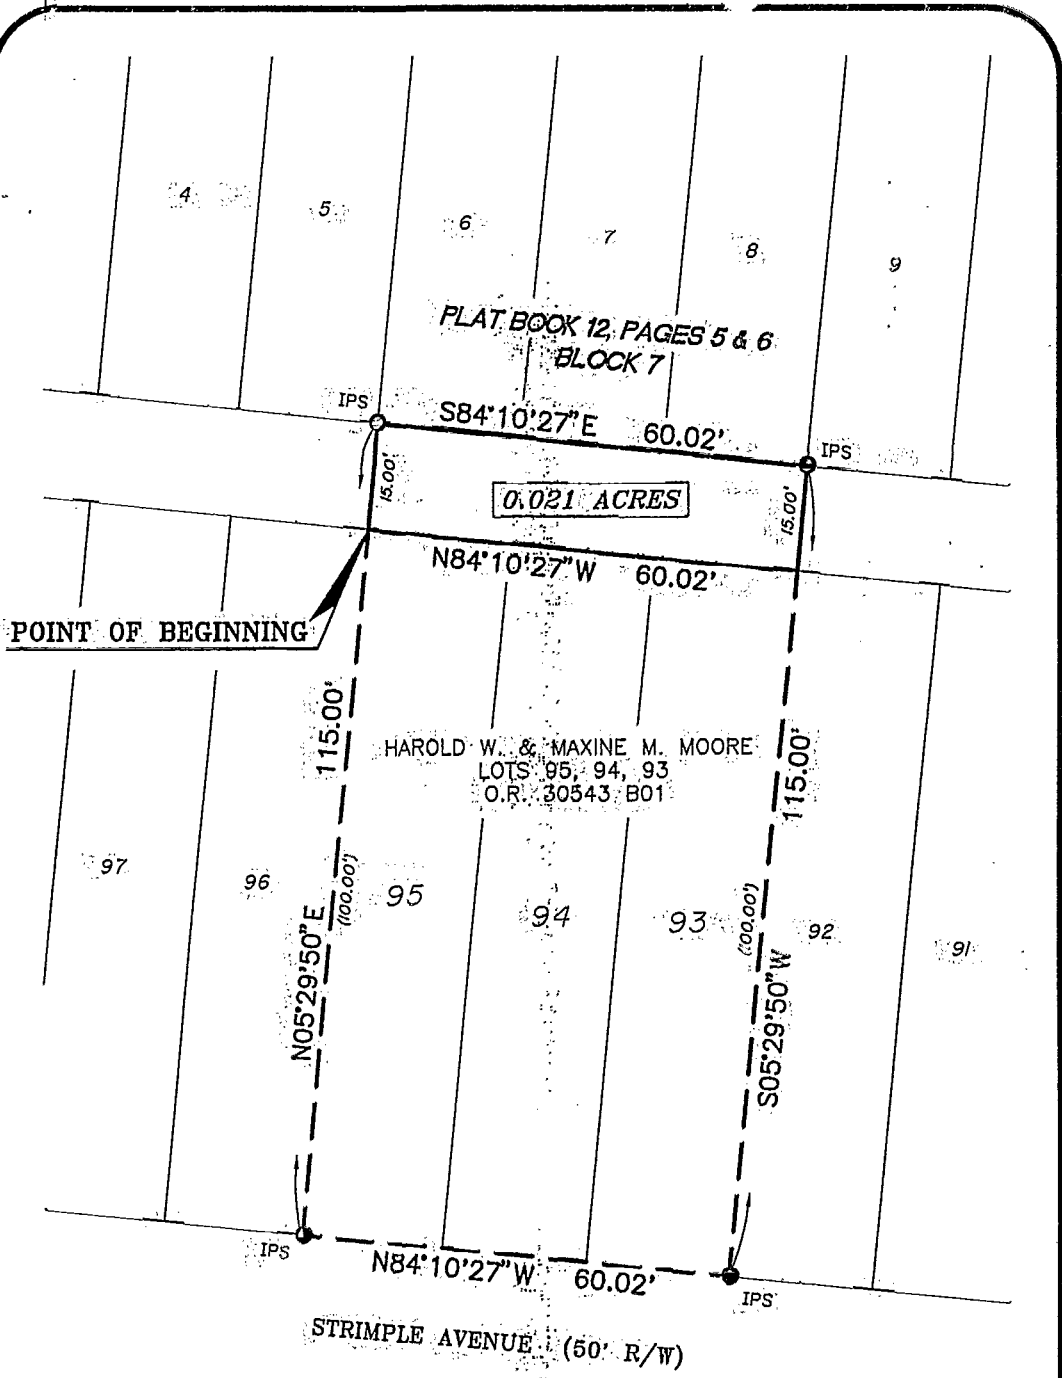 4
5
6
7
8
9
PLAT BOOK 12, PAGES 5 & 6
BLOCK 7
IPS
S84°10'27"E 60.02'
IPS
15.00'
0.021 ACRES
15.00'
N84°10'27"W 60.02'
POINT OF BEGINNING
115.00'
HAROLD W. & MAXINE M. MOORE
LOTS 95, 94, 93
O.R. 30543 B01
115.00'
97
96
(100.00')
95
94
93
(100.00')
92
91
N05°29'50"E
S05°29'50"W
IPS
N84°10'27"W 60.02'
IPS
STRIMPLE AVENUE (50' R/W)